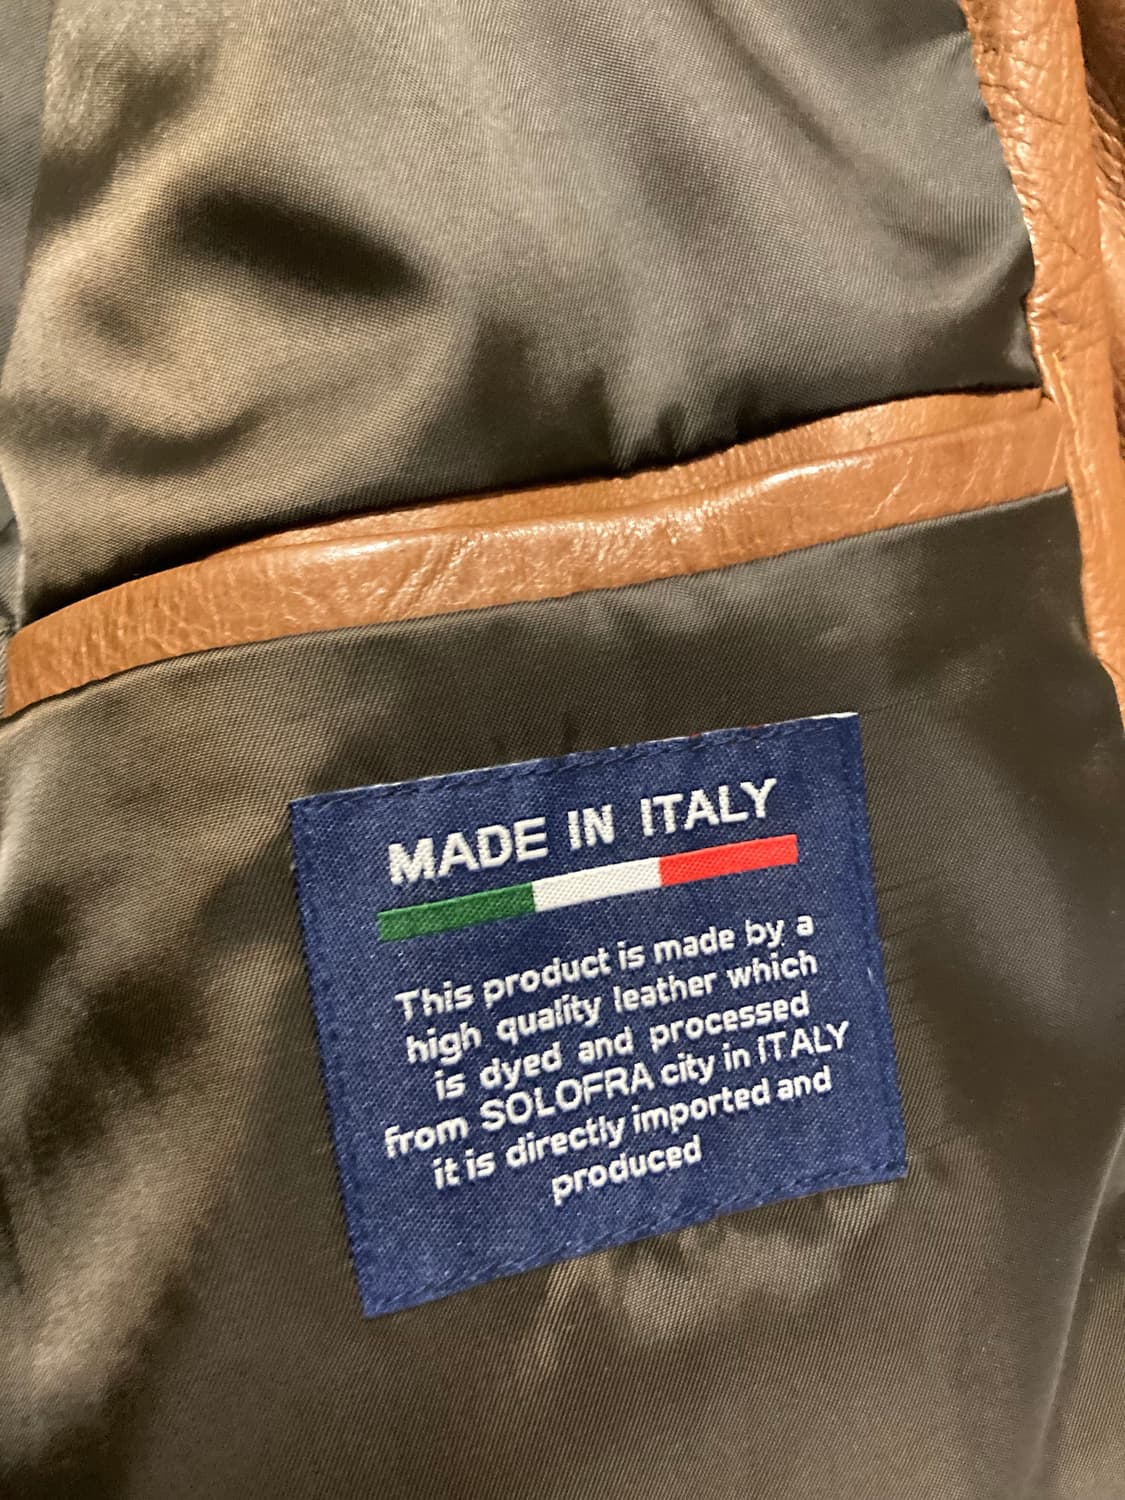 MADE IN ITALY
This product is made by a
high quality leather which
is dyed and processed
from SOLOFRA city in ITALY
it is directly imported and
produced